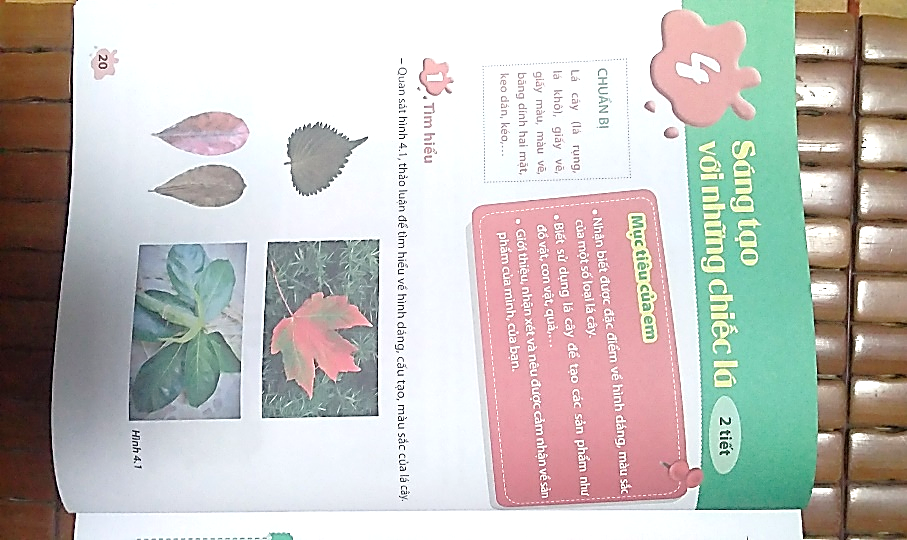 4
Sáng tạo
với những chiếc lá
2 tiết
CHUẨN BỊ
Lá cây (lá rụng,
lá khô), giấy vẽ,
giấy màu, màu vẽ,
băng dính hai mặt,
keo dán, kéo,...
Mục tiêu của em
• Nhận biết được đặc điểm về hình dáng, màu sắc
của một số loại lá cây.
• Biết sử dụng lá cây để tạo các sản phẩm như
đồ vật, con vật, quả,...
• Giới thiệu, nhận xét và nêu được cảm nhận về sản
phẩm của mình, của bạn.
1 Tìm hiểu
– Quan sát hình 4.1, thảo luận để tìm hiểu về hình dáng, cấu tạo, màu sắc của lá cây.
Hình 4.1
20